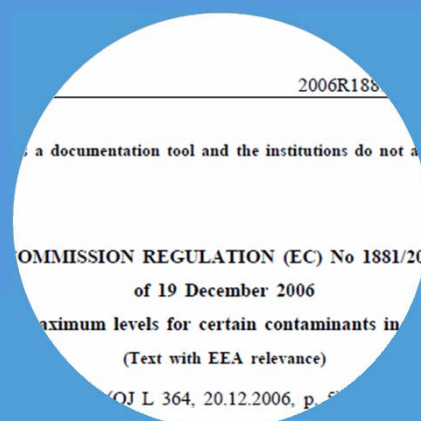 2006R188
a documentation tool and the institutions do not a
OMMISSION REGULATION (EC) No 1881/20
of 19 December 2006
aximum levels for certain contaminants in
(Text with EEA relevance)
(OJ L 364, 20.12.2006, p. 5